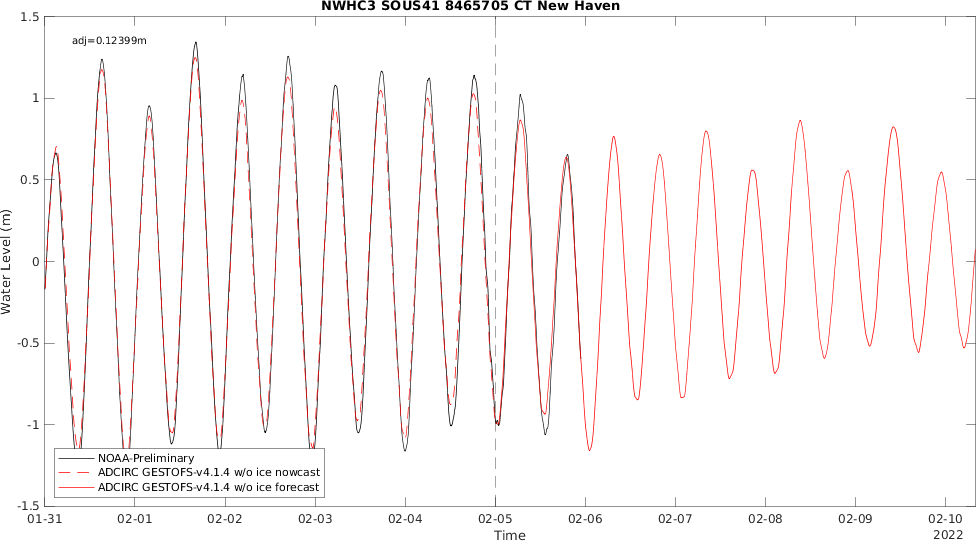 NWHC3 SOUS41 8465705 CT New Haven
adj=0.12399m
1.5
1
0.5
0
-0.5
-1
-1.5
Water Level (m)
NOAA-Preliminary
ADCIRC GESTOFS-v4.1.4 w/o ice nowcast
ADCIRC GESTOFS-v4.1.4 w/o ice forecast
01-31 02-01 02-02 02-03 02-04 02-05 02-06 02-07 02-08 02-09 02-10
2022
Time